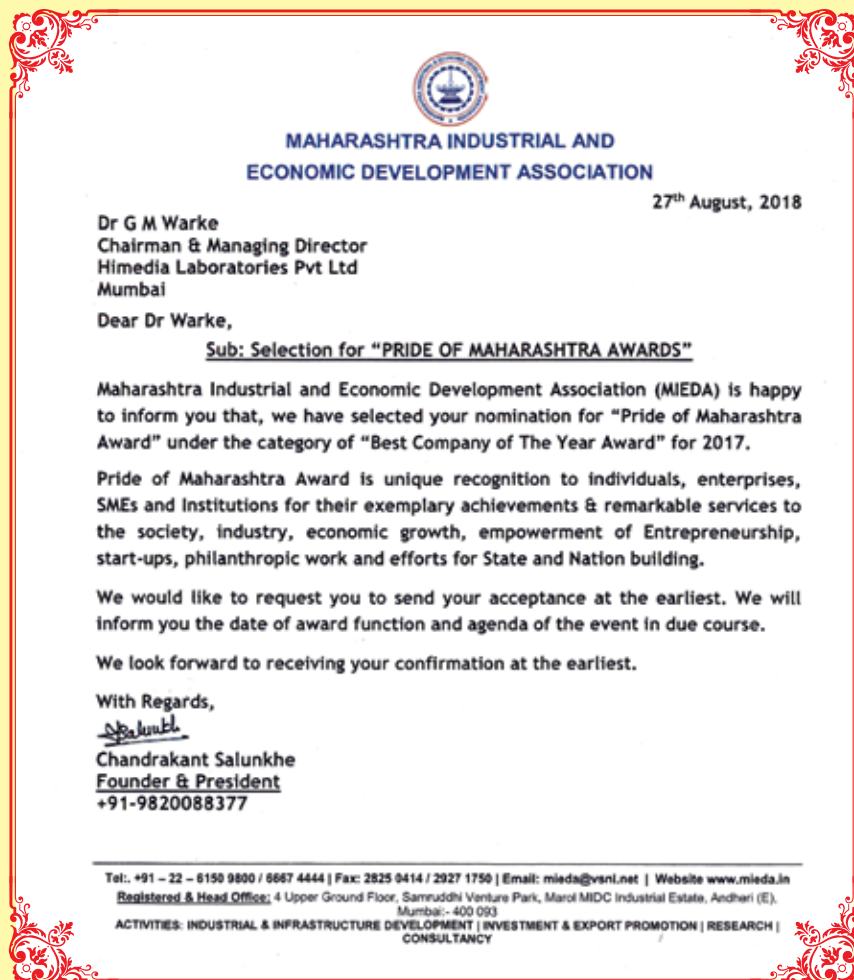 MAHARASHTRA INDUSTRIAL AND
ECONOMIC DEVELOPMENT ASSOCIATION
27th August, 2018
Dr G M Warke
Chairman & Managing Director
Himedia Laboratories Pvt Ltd
Mumbai
Dear Dr Warke,
Sub: Selection for “PRIDE OF MAHARASHTRA AWARDS”
Maharashtra Industrial and Economic Development Association (MIEDA) is happy
to inform you that, we have selected your nomination for “Pride of Maharashtra
Award” under the category of “Best Company of The Year Award” for 2017.
Pride of Maharashtra Award is unique recognition to individuals, enterprises,
SMEs and Institutions for their exemplary achievements & remarkable services to
the society, industry, economic growth, empowerment of Entrepreneurship,
start-ups, philanthropic work and efforts for State and Nation building.
We would like to request you to send your acceptance at the earliest. We will
inform you the date of award function and agenda of the event in due course.
We look forward to receiving your confirmation at the earliest.
With Regards,
Chandrakant Salunkhe
Founder & President
+91-9820088377
Tel:. +91 – 22 – 6150 9800 / 6667 4444 | Fax: 2825 0414 / 2927 1750 | Email: mieda@vsnl.net | Website www.mieda.in
Registered & Head Office: 4 Upper Ground Floor, Samruddhi Venture Park, Marol MIDC Industrial Estate, Andheri (E),
Mumbai:- 400 093
ACTIVITIES: INDUSTRIAL & INFRASTRUCTURE DEVELOPMENT | INVESTMENT & EXPORT PROMOTION | RESEARCH |
CONSULTANCY